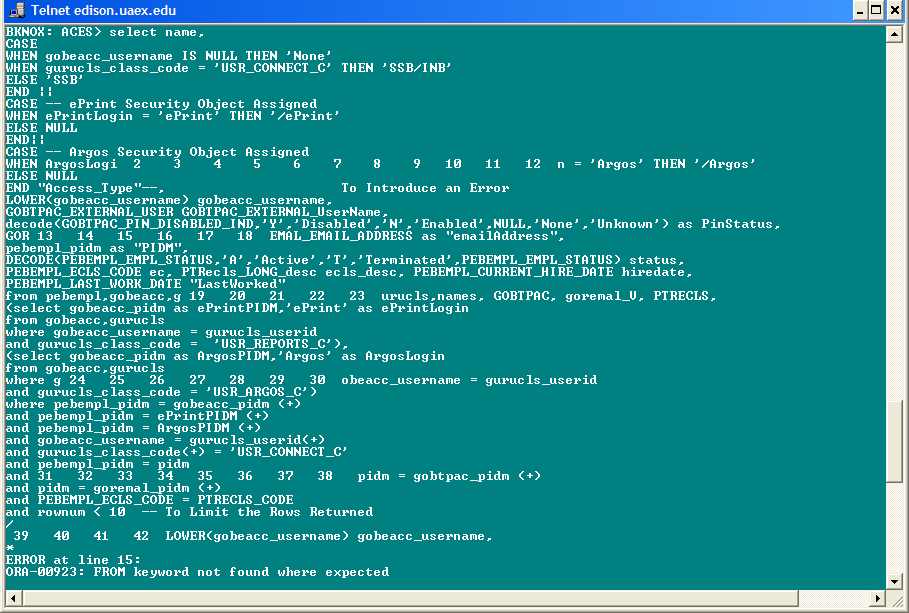 Telnet edison.uaex.edu
BKNOX: ACES> select name,
CASE
WHEN gobeacc_username IS NULL THEN 'None'
WHEN gurucls_class_code = 'USR_CONNECT_C' THEN 'SSB/INB'
ELSE 'SSB'
END ||
CASE -- ePrint Security Object Assigned
WHEN ePrintLogin = 'ePrint' THEN '/ePrint'
ELSE NULL
END||
CASE -- Argos Security Object Assigned
WHEN ArgosLogi  2    3    4    5    6    7    8    9   10   11   12  n = 'Argos' THEN '/Argos'
ELSE NULL
END "Access_Type"--,                      To Introduce an Error
LOWER(gobeacc_username) gobeacc_username,
GOBTPAC_EXTERNAL_USER GOBTPAC_EXTERNAL_UserName,
decode(GOBTPAC_PIN_DISABLED_IND,'Y','Disabled','N','Enabled',NULL,'None','Unknown') as PinStatus,
GOR 13   14   15   16   17   18  EMAL_EMAIL_ADDRESS as "emailAddress",
pebempl_pidm as "PIDM",
DECODE(PEBEMPL_EMPL_STATUS,'A','Active','T','Terminated',PEBEMPL_EMPL_STATUS) status,
PEBEMPL_ECLS_CODE ec, PTRecls_LONG_desc ecls_desc, PEBEMPL_CURRENT_HIRE_DATE hiredate,
PEBEMPL_LAST_WORK_DATE "LastWorked"
from pebempl,gobeacc,g 19   20   21   22   23  urucls,names, GOBTPAC, goremal_V, PTRECLS,
(select gobeacc_pidm as ePrintPIDM,'ePrint' as ePrintLogin
from gobeacc,gurucls
where gobeacc_username = gurucls_userid
and gurucls_class_code =  'USR_REPORTS_C'),
(select gobeacc_pidm as ArgosPIDM,'Argos' as ArgosLogin
from gobeacc,gurucls
where g 24   25   26   27   28   29   30  obeacc_username = gurucls_userid
and gurucls_class_code = 'USR_ARGOS_C')
where pebempl_pidm = gobeacc_pidm (+)
and pebempl_pidm = ePrintPIDM (+)
and pebempl_pidm = ArgosPIDM (+)
and gobeacc_username = gurucls_userid(+)
and gurucls_class_code(+) = 'USR_CONNECT_C'
and pebempl_pidm = pidm
and 31   32   33   34   35   36   37   38   pidm = gobtpac_pidm (+)
and pidm = goremal_pidm (+)
and PEBEMPL_ECLS_CODE = PTRECLS_CODE
and rownum < 10  -- To Limit the Rows Returned
/
39   40   41   42  LOWER(gobeacc_username) gobeacc_username,
*
ERROR at line 15:
ORA-00923: FROM keyword not found where expected